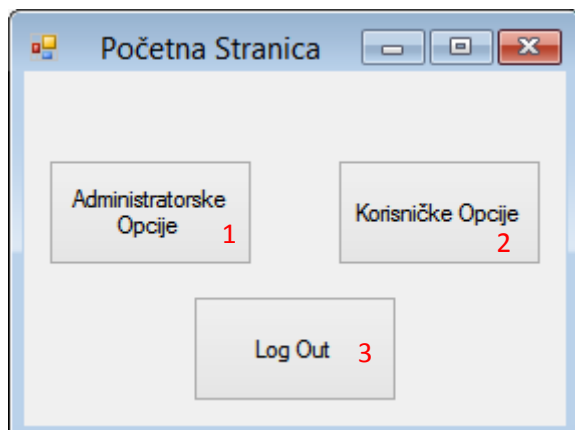 Početna Stranica
Administratorske
Opcije
1
Korisničke Opcije
2
Log Out 3